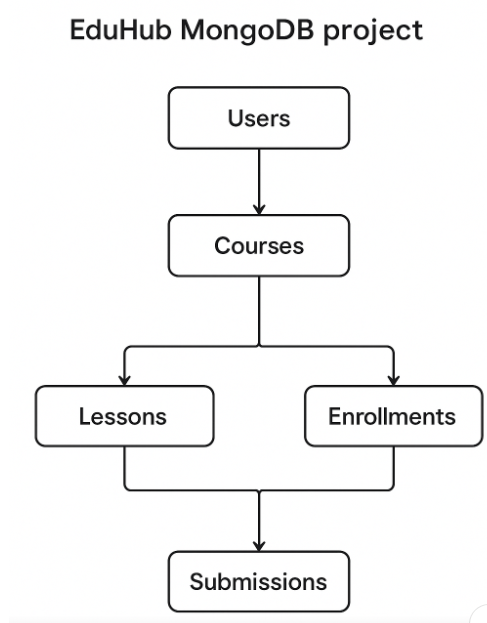 EduHub MongoDB project
Users
Courses
Lessons
Enrollments
Submissions